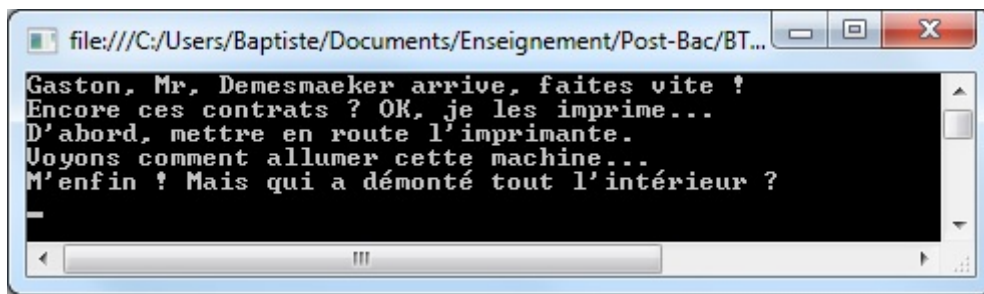 file:///C:/Users/Baptiste/Documents/Enseignement/Post-Bac/BT...
Gaston, Mr, Demesmaeker arrive, faites vite !
Encore ces contrats ? OK, je les imprime...
D'abord, mettre en route l'imprimante.
Voyons comment allumer cette machine...
M'enfin ! Mais qui a démonté tout l'intérieur ?